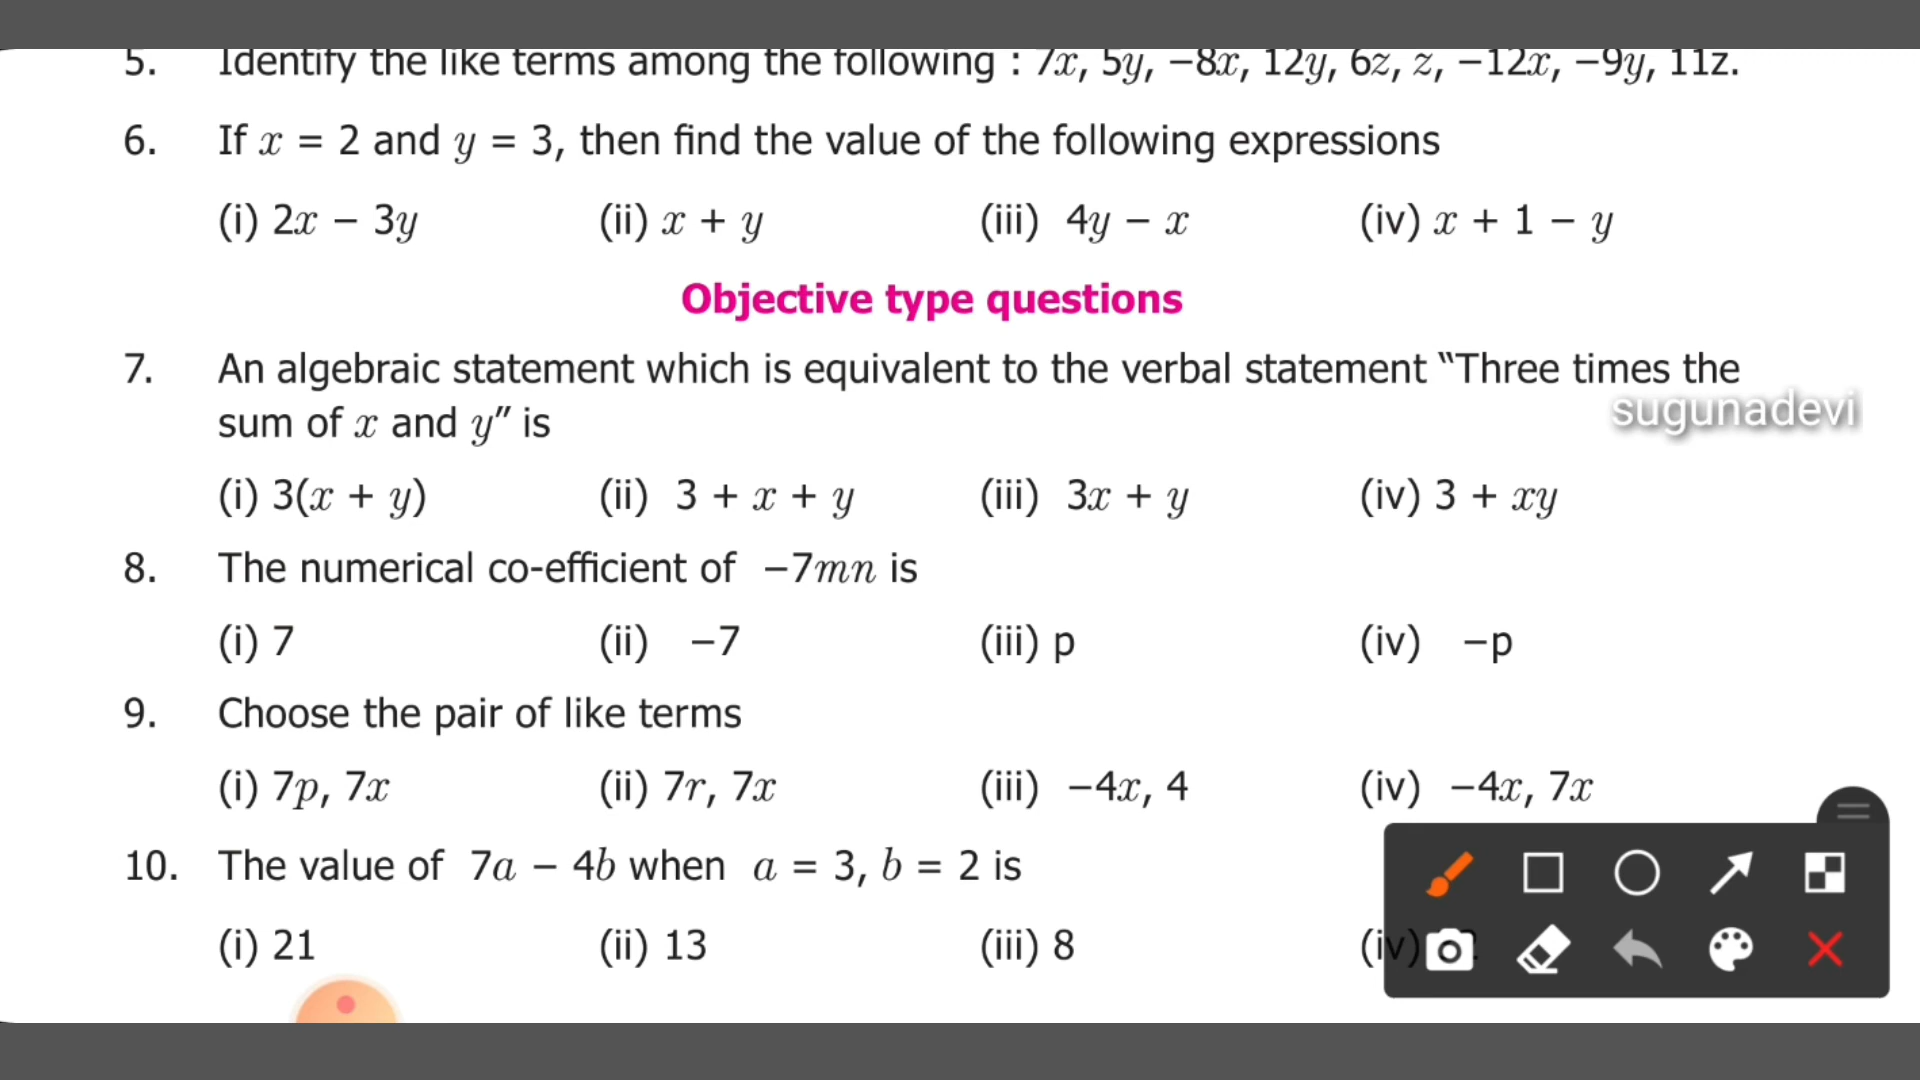 5. Identify the like terms among the following : 7x, 5y, −8x, 12y, 6z, z, −12x, −9y, 11z.
6. If x = 2 and y = 3, then find the value of the following expressions
(i) 2x − 3y (ii) x + y (iii) 4y − x (iv) x + 1 − y
Objective type questions
7. An algebraic statement which is equivalent to the verbal statement “Three times the
sum of x and y” is
sugunadevi
(i) 3(x + y) (ii) 3 + x + y (iii) 3x + y (iv) 3 + xy
8. The numerical co-efficient of −7mn is
(i) 7 (ii) −7 (iii) p (iv) −p
9. Choose the pair of like terms
(i) 7p, 7x (ii) 7r, 7x (iii) −4x, 4 (iv) −4x, 7x
10. The value of 7a − 4b when a = 3, b = 2 is
(i) 21 (ii) 13 (iii) 8 (iv)